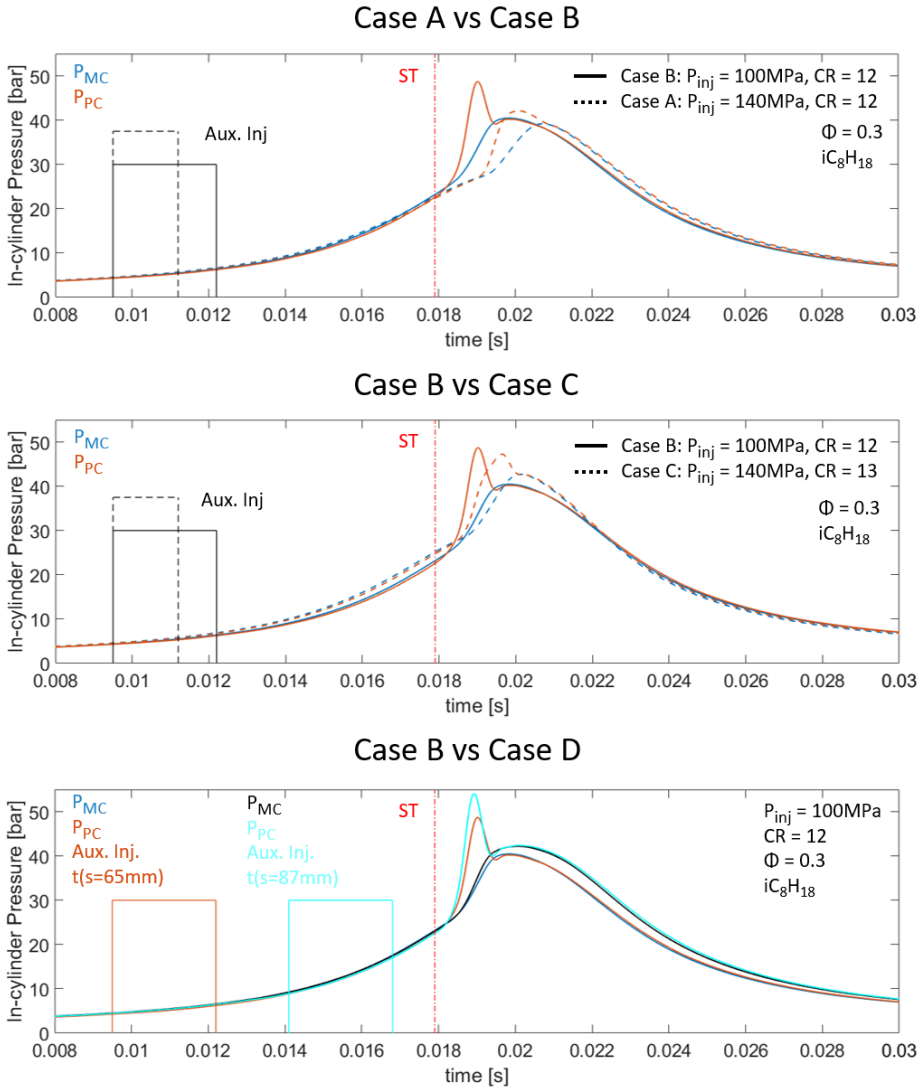 Case A vs Case B
In-cylinder Pressure [bar]
50
40
30
20
10
0
P_MC
P_PC
Aux. Inj
ST
Case B: P_inj = 100MPa, CR = 12
Case A: P_inj = 140MPa, CR = 12
Φ = 0.3
iC8H18
0.008 0.01 0.012 0.014 0.016 0.018 0.02 0.022 0.024 0.026 0.028 0.03
time [s]
Case B vs Case C
In-cylinder Pressure [bar]
50
40
30
20
10
0
P_MC
P_PC
Aux. Inj
ST
Case B: P_inj = 100MPa, CR = 12
Case C: P_inj = 140MPa, CR = 13
Φ = 0.3
iC8H18
0.008 0.01 0.012 0.014 0.016 0.018 0.02 0.022 0.024 0.026 0.028 0.03
time [s]
Case B vs Case D
In-cylinder Pressure [bar]
50
40
30
20
10
0
P_MC
P_PC
Aux. Inj.
t(s=65mm)
P_MC
P_PC
Aux. Inj.
t(s=87mm)
ST
P_inj = 100MPa
CR = 12
Φ = 0.3
iC8H18
0.008 0.01 0.012 0.014 0.016 0.018 0.02 0.022 0.024 0.026 0.028 0.03
time [s]